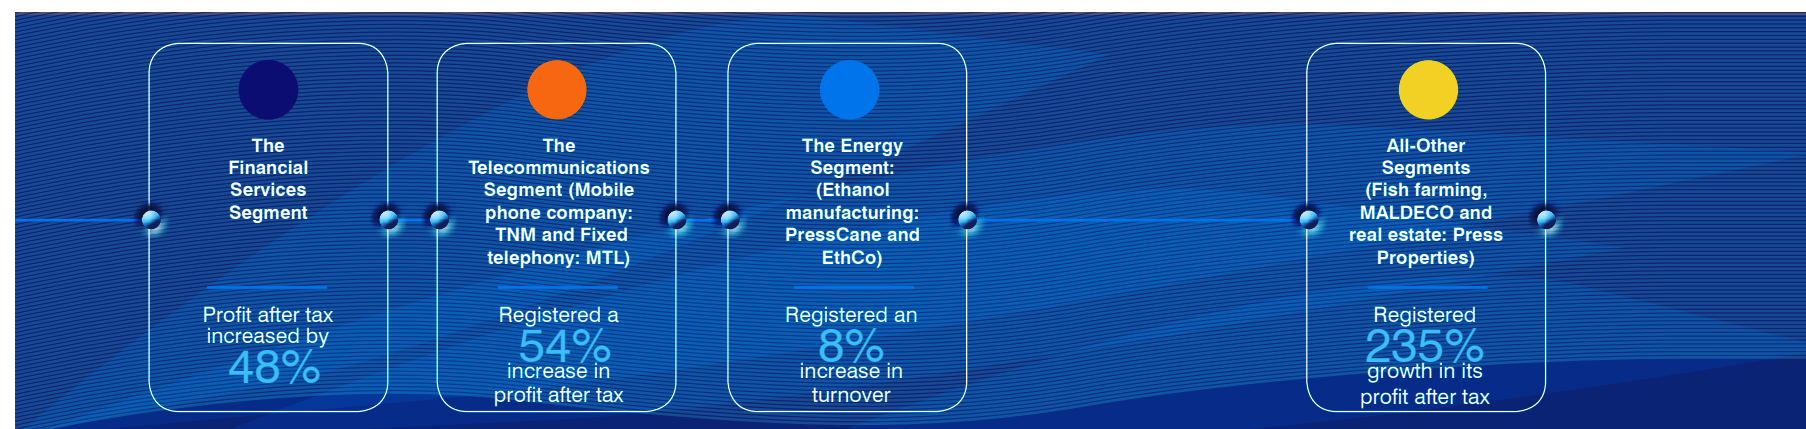 The
Financial
Services
Segment
Profit after tax
increased by
48%
The
Telecommunications
Segment (Mobile
phone company:
TNM and Fixed
telephony: MTL)
Registered a
54%
increase in
profit after tax
The Energy
Segment:
(Ethanol
manufacturing:
PressCane and
EthCo)
Registered an
8%
increase in
turnover
All-Other
Segments
(Fish farming,
MALDECO and
real estate: Press
Properties)
Registered
235%
growth in its
profit after tax